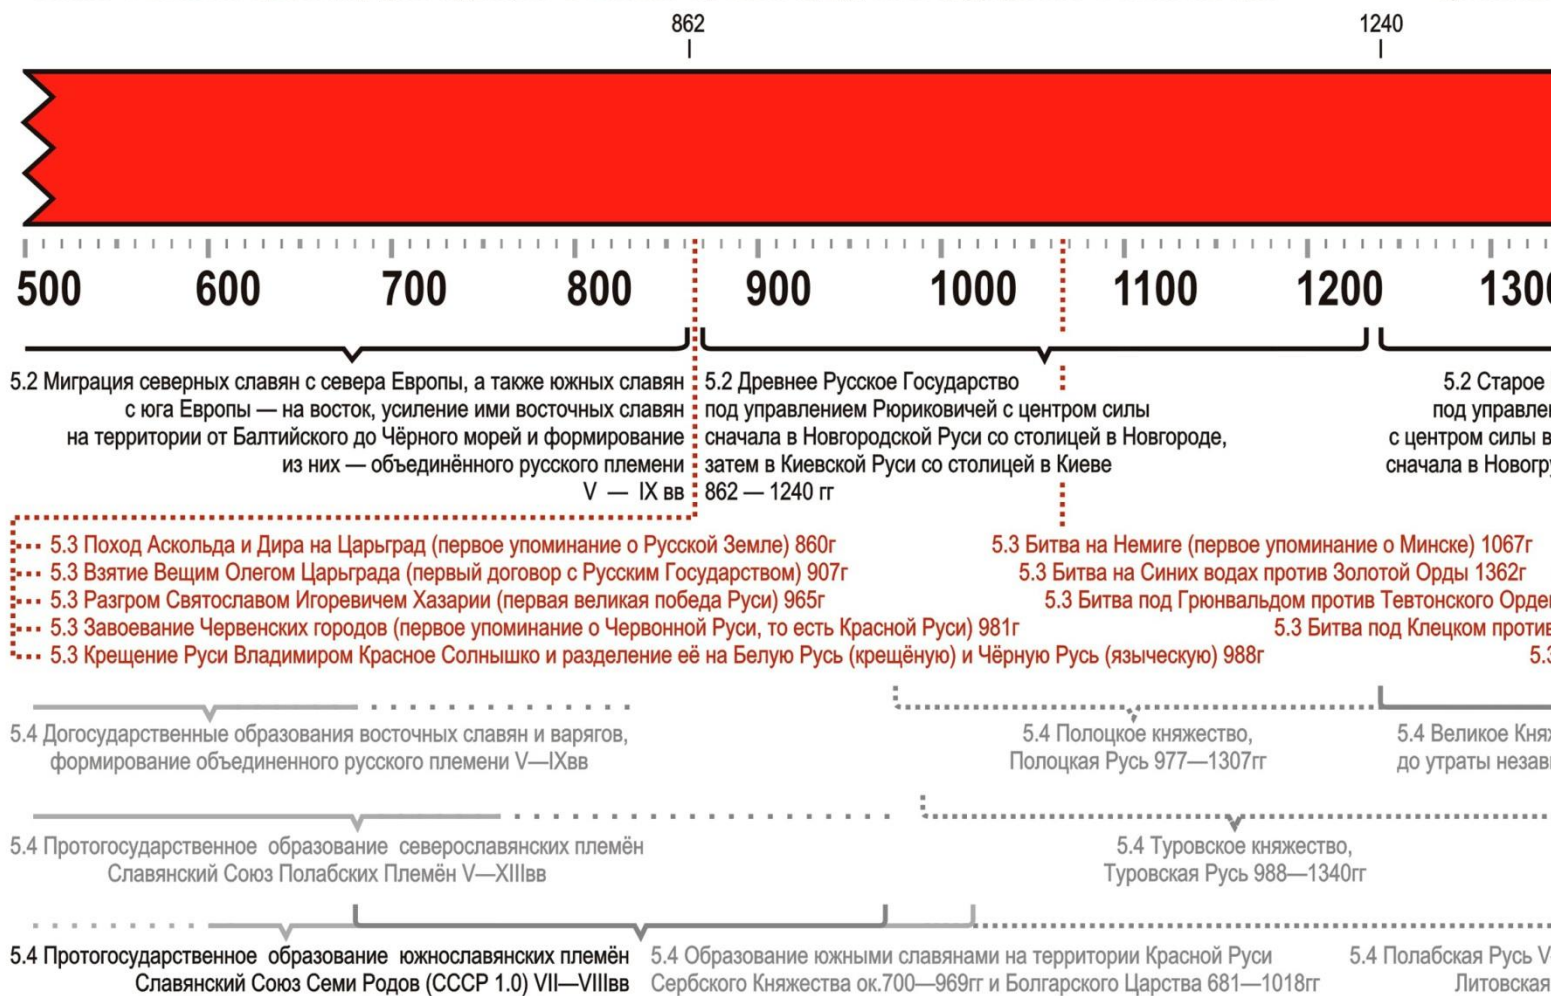 862 1240
500 600 700 800 900 1000 1100 1200 1300
5.2 Миграция северных славян с севера Европы, а также южных славян
с юга Европы — на восток, усиление ими восточных славян
на территории от Балтийского до Чёрного морей и формирование
из них — объединённого русского племени
V — IX вв
5.2 Древнее Русское Государство
под управлением Рюриковичей с центром силы
сначала в Новгородской Руси со столицей в Новгороде,
затем в Киевской Руси со столицей в Киеве
862 — 1240 гг
5.2 Старое
под управле
с центром силы в
сначала в Новогру
5.3 Поход Аскольда и Дира на Царьград (первое упоминание о Русской Земле) 860г
5.3 Взятие Вещим Олегом Царьграда (первый договор с Русским Государством) 907г
5.3 Разгром Святославом Игоревичем Хазарии (первая великая победа Руси) 965г
5.3 Завоевание Червенских городов (первое упоминание о Червонной Руси, то есть Красной Руси) 981г
5.3 Крещение Руси Владимиром Красное Солнышко и разделение её на Белую Русь (крещёную) и Чёрную Русь (языческую) 988г
5.3 Битва на Немиге (первое упоминание о Минске) 1067г
5.3 Битва на Синих водах против Золотой Орды 1362г
5.3 Битва под Грюнвальдом против Тевтонского Орде
5.3 Битва под Клецком против
5.3
5.4 Догосударственные образования восточных славян и варягов,
формирование объединенного русского племени V—IXвв
5.4 Полоцкое княжество,
Полоцкая Русь 977—1307гг
5.4 Великое Княж
до утраты незав
5.4 Протогосударственное образование северославянских племён
Славянский Союз Полабских Племён V—XIIIвв
5.4 Туровское княжество,
Туровская Русь 988—1340гг
5.4 Протогосударственное образование южнославянских племён
Славянский Союз Семи Родов (СССР 1.0) VII—VIIIвв
5.4 Образование южными славянами на территории Красной Руси
Сербского Княжества ок.700—969гг и Болгарского Царства 681—1018гг
5.4 Полабская Русь V
Литовская